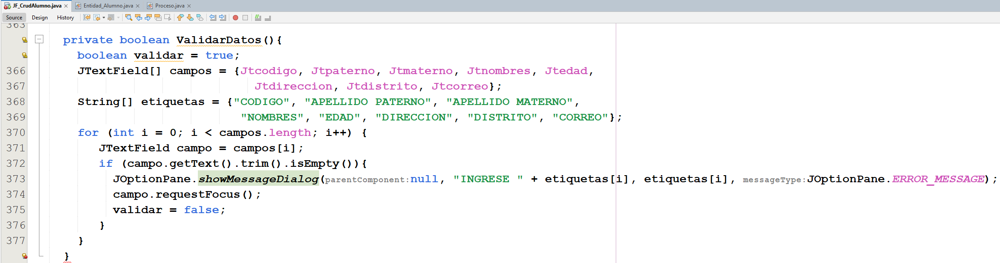 JF_CrudAlumno.java × Entidad_Alumno.java × Proceso.java ×
Source Design History
363
private boolean ValidarDatos(){
boolean validar = true;
366 JTextField[] campos = {Jtcodigo, Jtpaterno, Jtmaterno, Jtnombres, Jtedad,
367 Jtdireccion, Jtdistrito, Jtcorreo};
368 String[] etiquetas = {"CODIGO", "APELLIDO PATERNO", "APELLIDO MATERNO",
369 "NOMBRES", "EDAD", "DIRECCION", "DISTRITO", "CORREO"};
370 for (int i = 0; i < campos.length; i++) {
371 JTextField campo = campos[i];
372 if (campo.getText().trim().isEmpty()){
373 JOptionPane.showMessageDialog(parentComponent:null, "INGRESE " + etiquetas[i], etiquetas[i], messageType:JOptionPane.ERROR_MESSAGE);
374 campo.requestFocus();
375 validar = false;
376 }
377 }
}